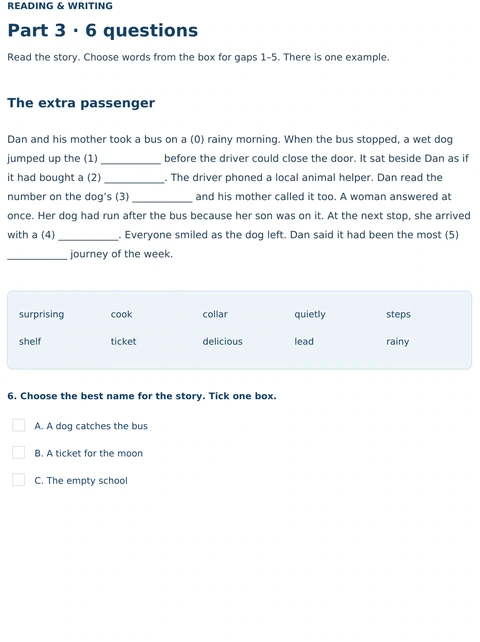 READING & WRITING
Part 3 · 6 questions
Read the story. Choose words from the box for gaps 1–5. There is one example.
The extra passenger
Dan and his mother took a bus on a (0) rainy morning. When the bus stopped, a wet dog
jumped up the (1) ____________ before the driver could close the door. It sat beside Dan as if
it had bought a (2) ____________. The driver phoned a local animal helper. Dan read the
number on the dog’s (3) ____________ and his mother called it too. A woman answered at
once. Her dog had run after the bus because her son was on it. At the next stop, she arrived
with a (4) ____________. Everyone smiled as the dog left. Dan said it had been the most (5)
____________ journey of the week.
surprising cook collar quietly steps
shelf ticket delicious lead rainy
6. Choose the best name for the story. Tick one box.
A. A dog catches the bus
B. A ticket for the moon
C. The empty school